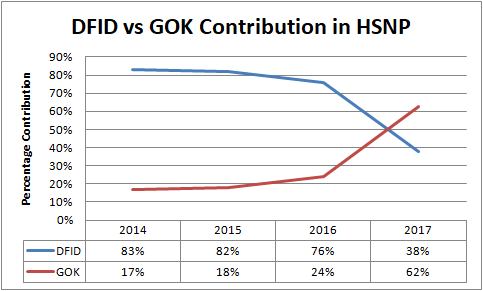 DFID vs GOK Contribution in HSNP
Percentage Contribution
90%
80%
70%
60%
50%
40%
30%
20%
10%
0%
2014 2015 2016 2017
DFID 83% 82% 76% 38%
GOK 17% 18% 24% 62%